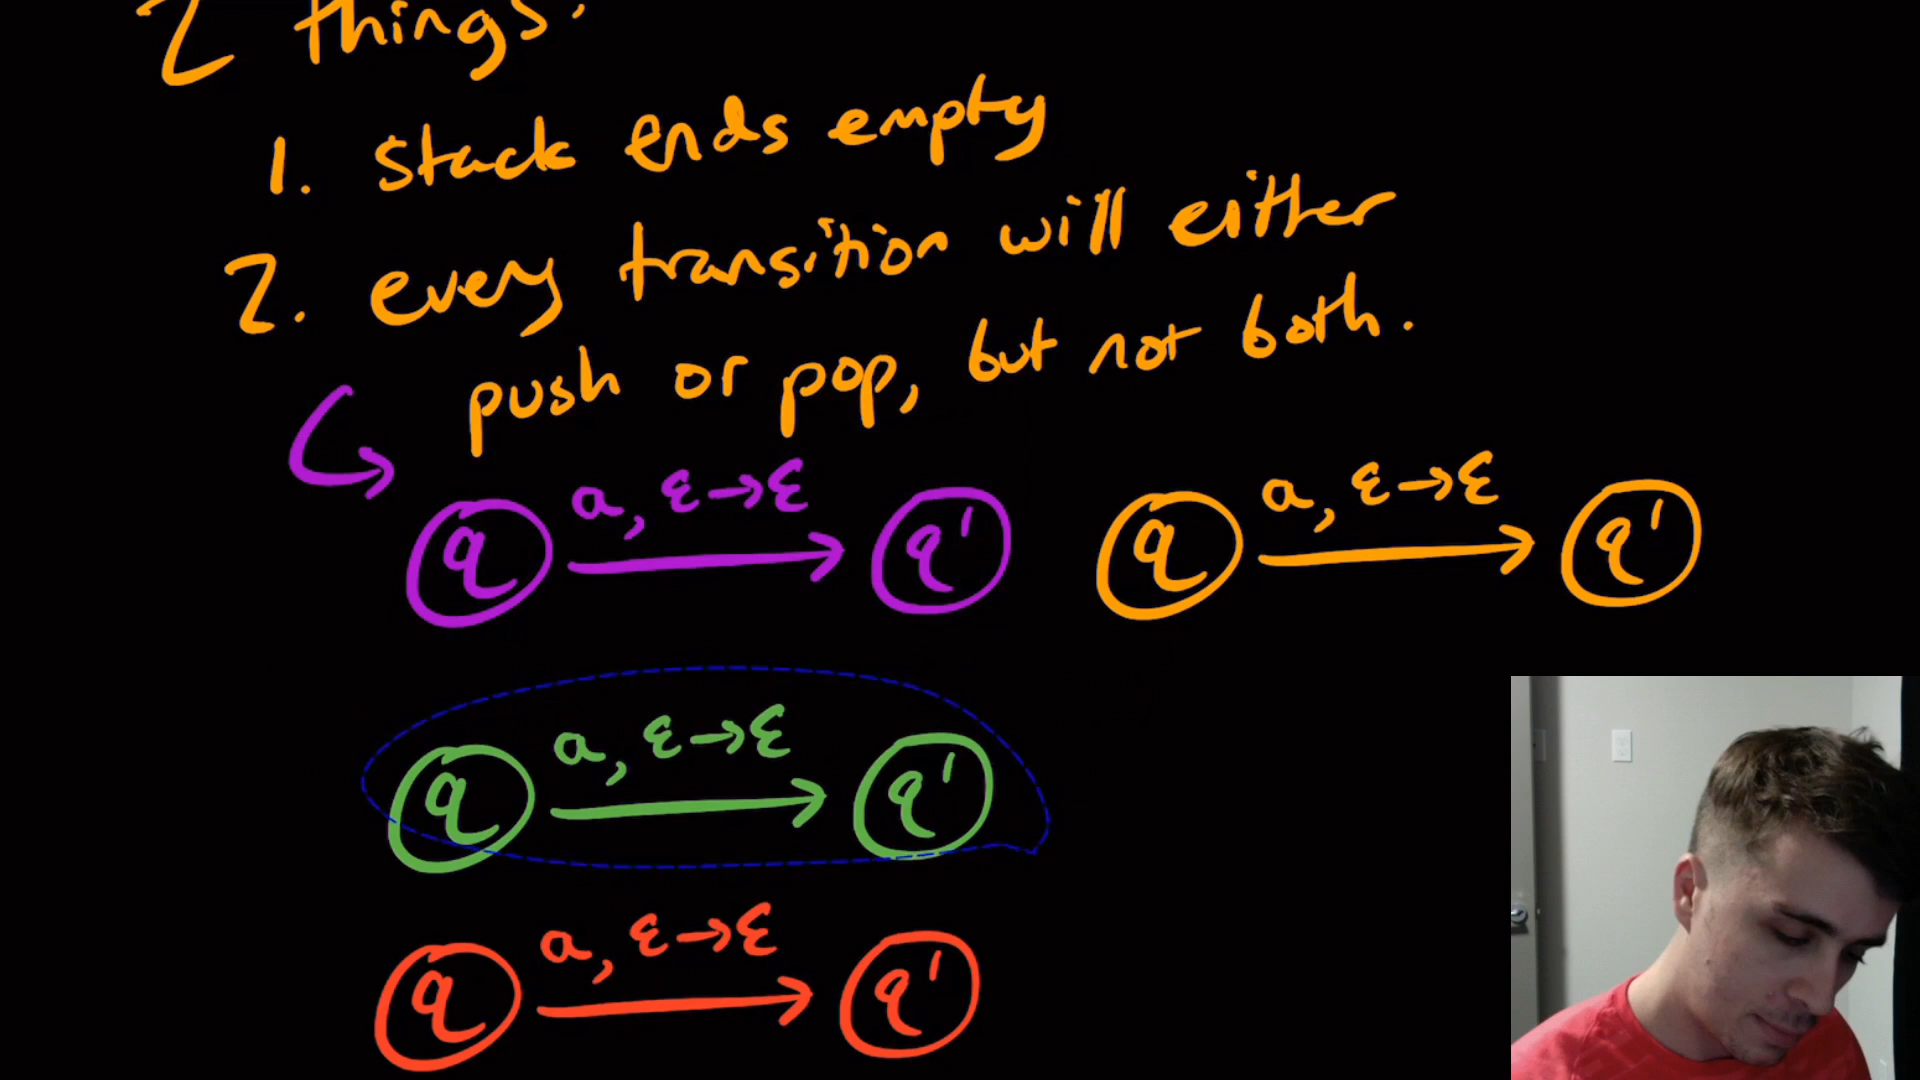 2 things:
1. Stack ends empty
2. every transition will either
push or pop, but not both.
q a, ε→ε q' q a, ε→ε q'
q a, ε→ε q'
q a, ε→ε q'